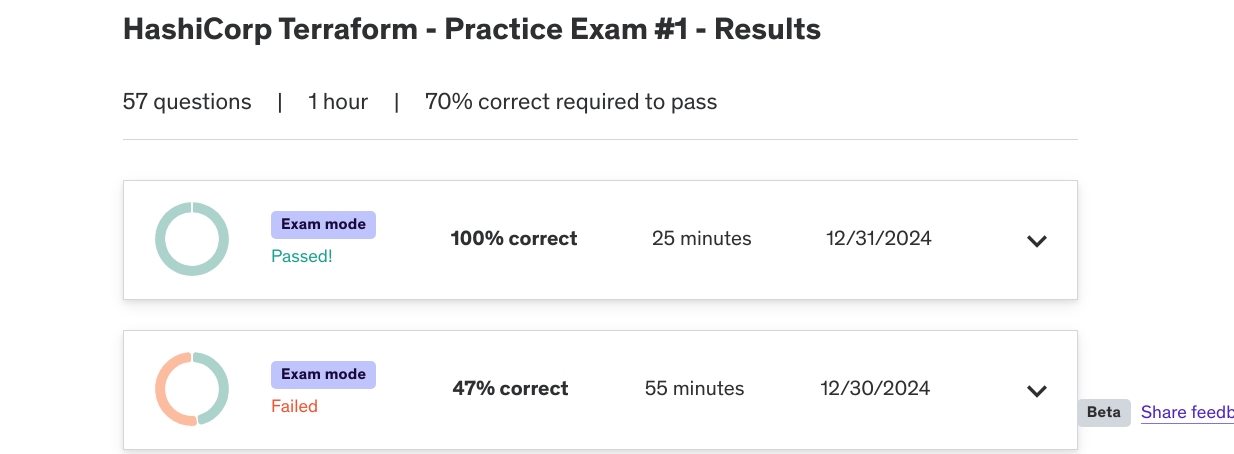 HashiCorp Terraform - Practice Exam #1 - Results
57 questions | 1 hour | 70% correct required to pass
Exam mode
Passed!
100% correct
25 minutes
12/31/2024
Exam mode
Failed
47% correct
55 minutes
12/30/2024
Beta
Share